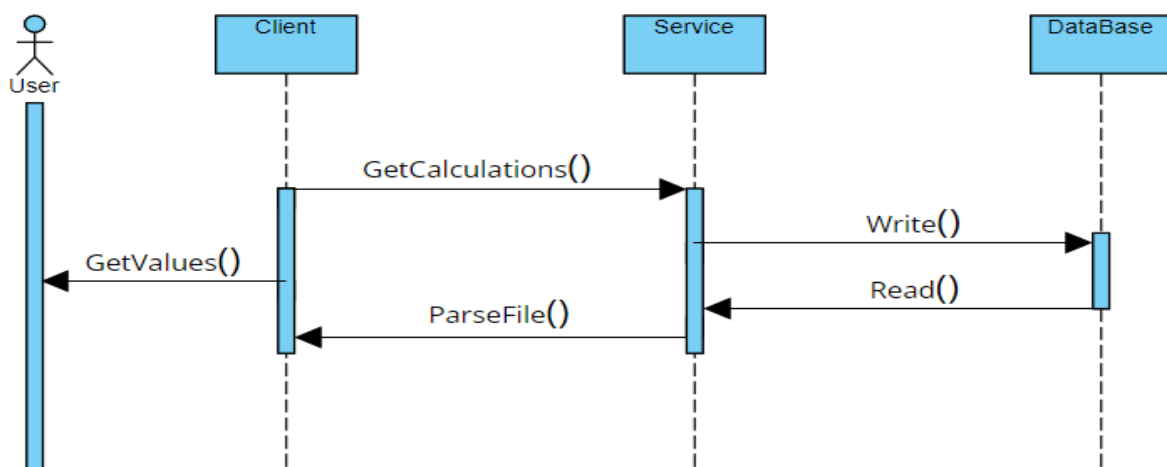 Client
Service
DataBase
User
GetCalculations()
Write()
GetValues()
Read()
ParseFile()